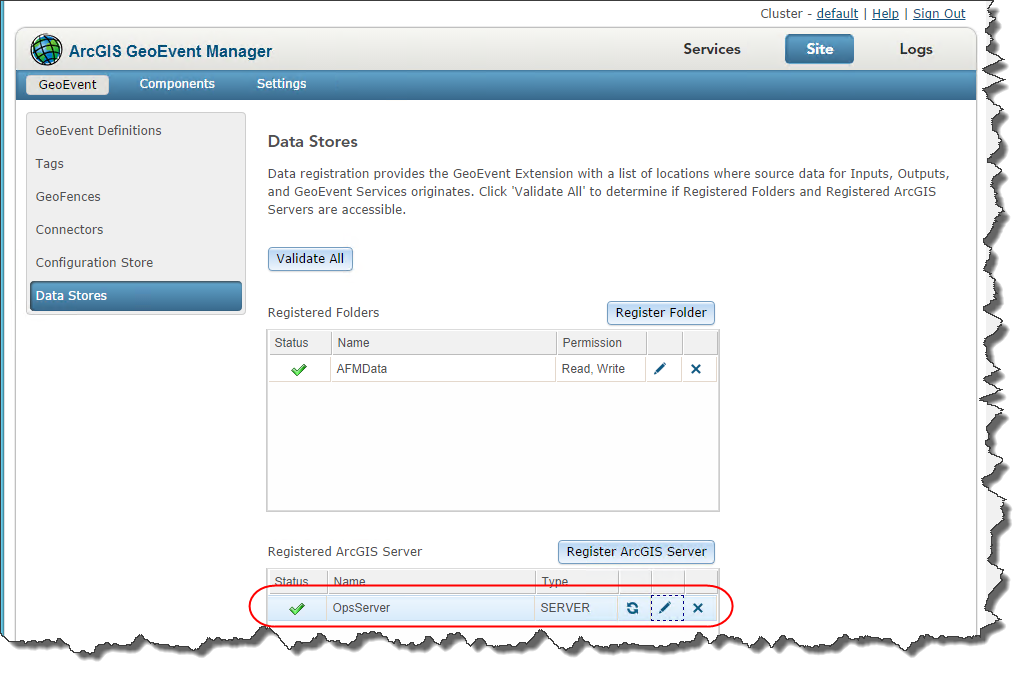 Cluster - default | Help | Sign Out
ArcGIS GeoEvent Manager Services Site Logs
GeoEvent Components Settings
GeoEvent Definitions
Tags
GeoFences
Connectors
Configuration Store
Data Stores
Data Stores
Data registration provides the GeoEvent Extension with a list of locations where source data for Inputs, Outputs,
and GeoEvent Services originates. Click 'Validate All' to determine if Registered Folders and Registered ArcGIS
Servers are accessible.
Validate All
Registered Folders Register Folder
Status Name Permission
AFMData Read, Write
Registered ArcGIS Server Register ArcGIS Server
Status Name Type
OpsServer SERVER